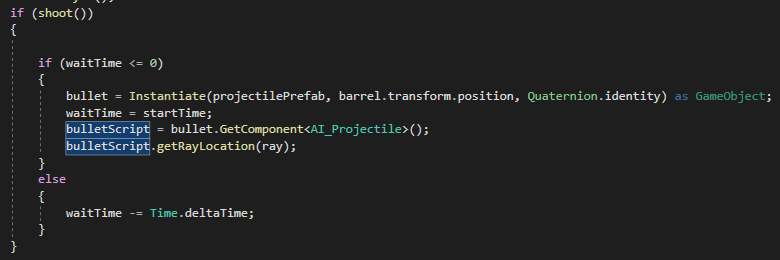 if (shoot())
{
if (waitTime <= 0)
{
bullet = Instantiate(projectilePrefab, barrel.transform.position, Quaternion.identity) as GameObject;
waitTime = startTime;
bulletScript = bullet.GetComponent<AI_Projectile>();
bulletScript.getRayLocation(ray);
}
else
{
waitTime -= Time.deltaTime;
}
}